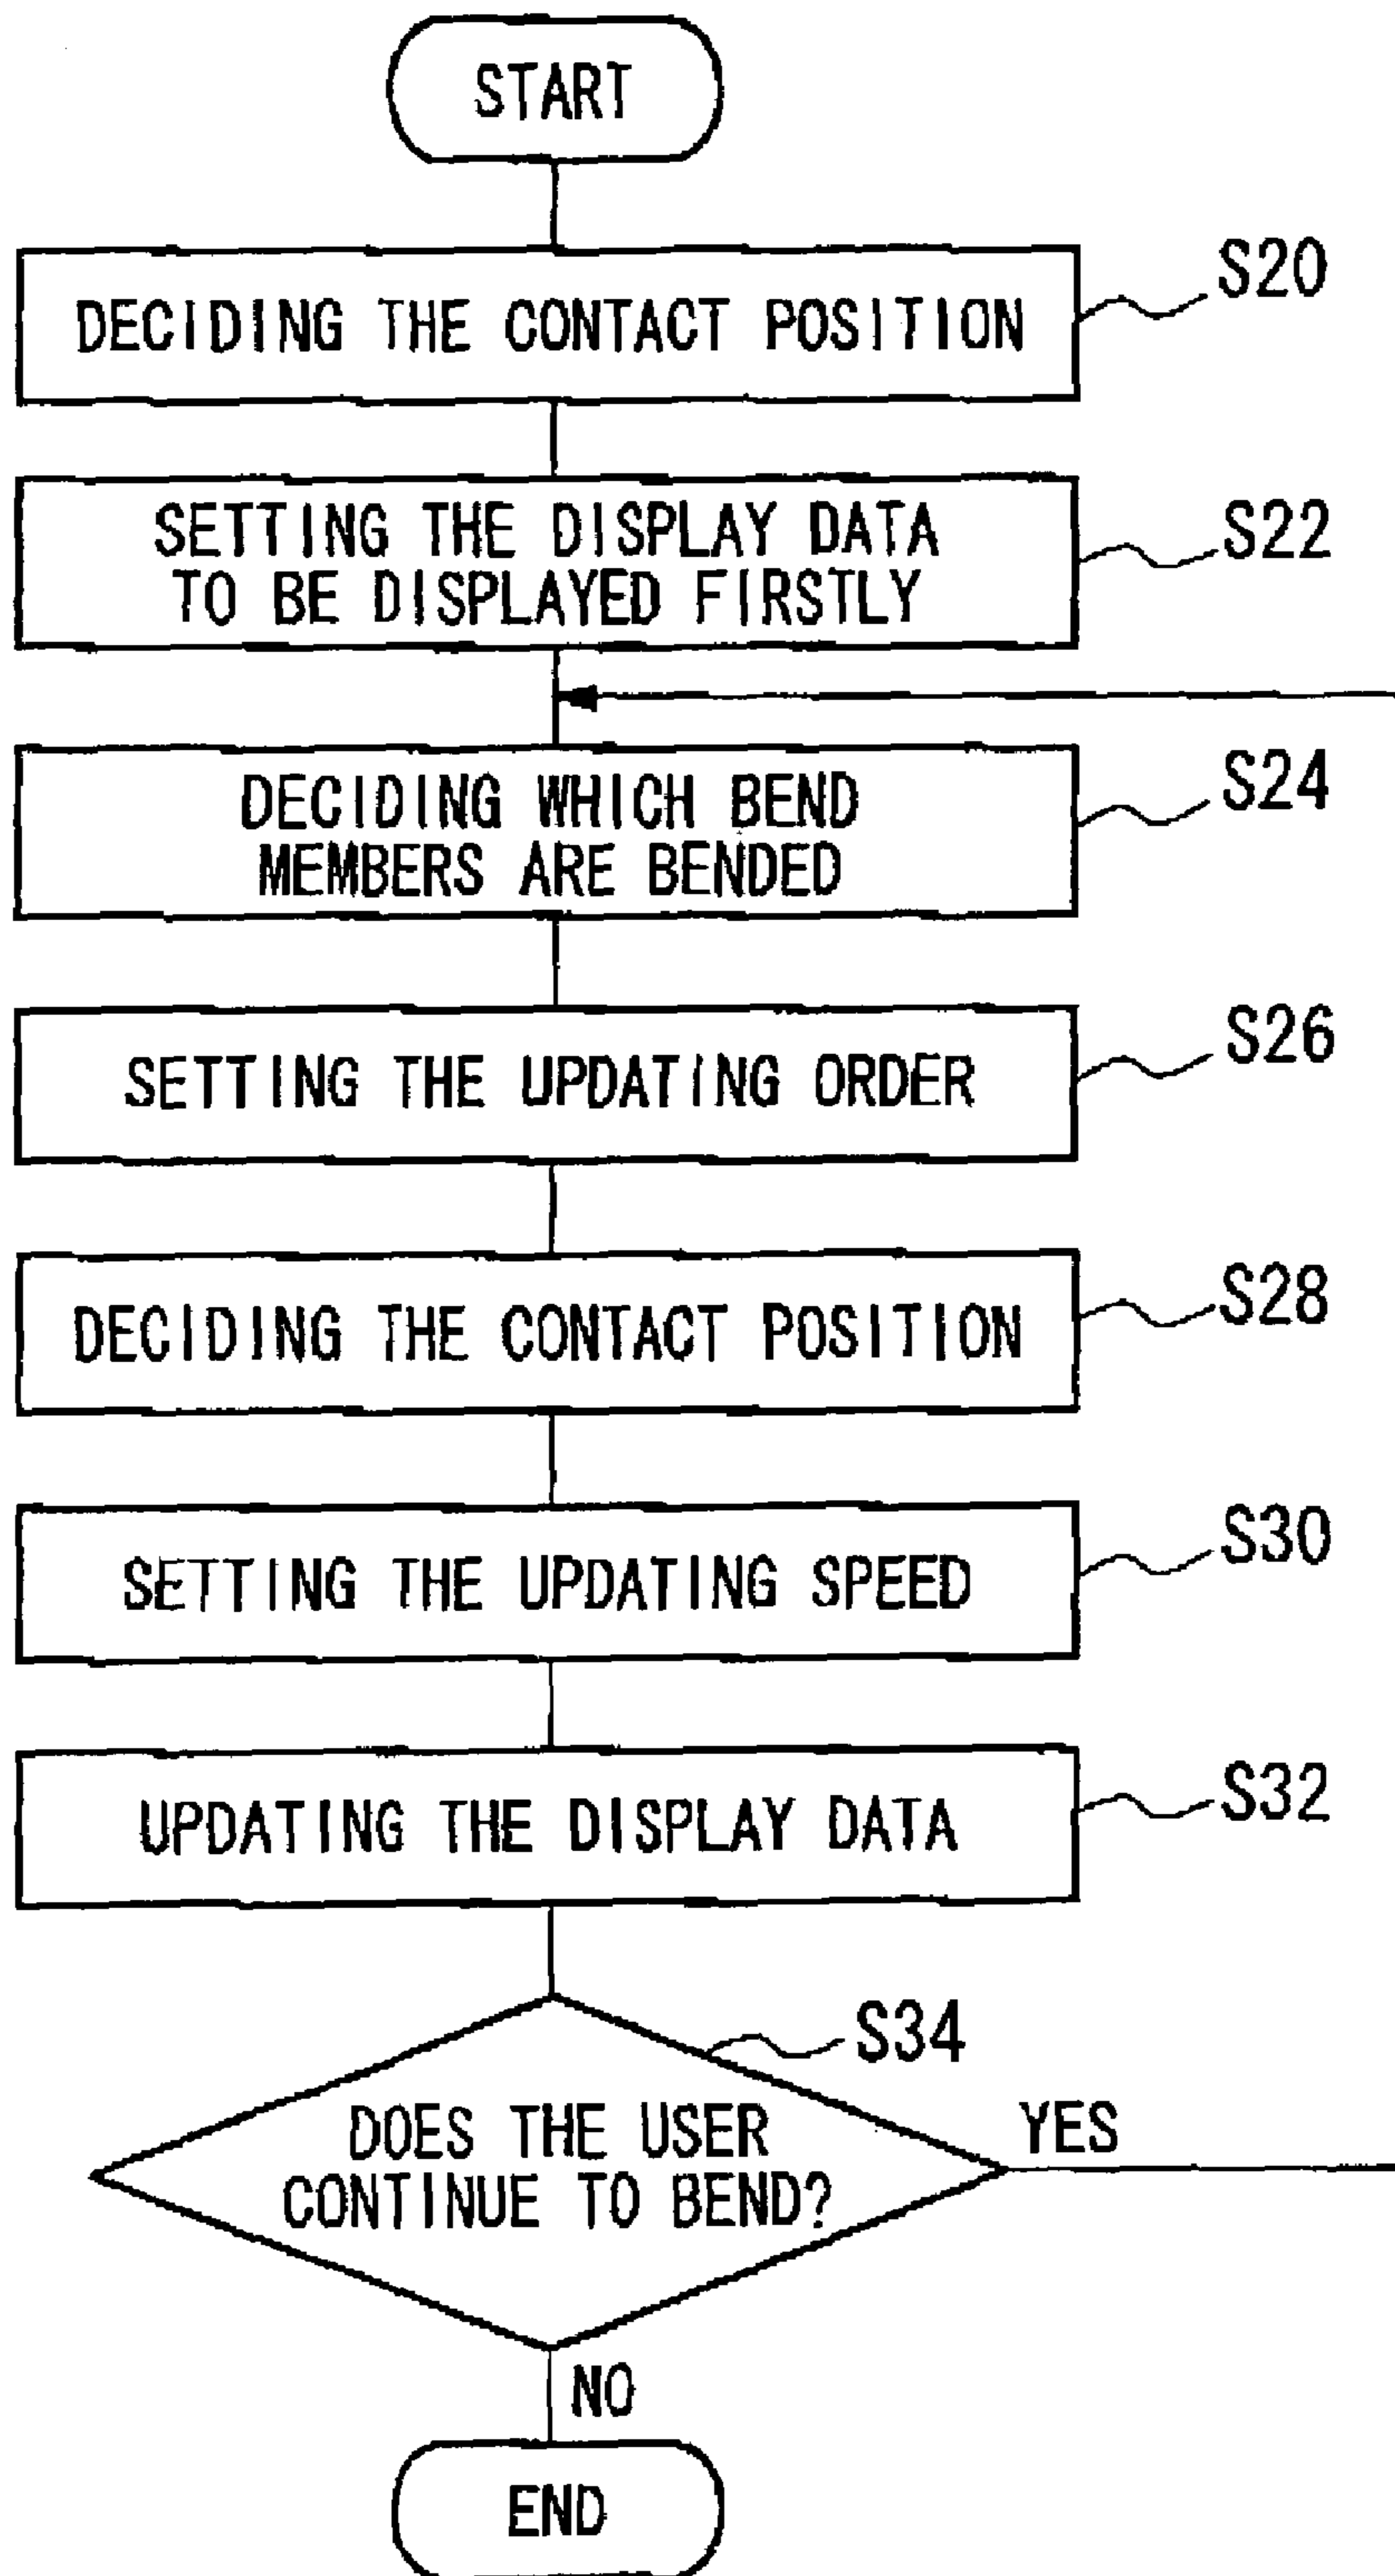 START
DECIDING THE CONTACT POSITION
S20
SETTING THE DISPLAY DATA
TO BE DISPLAYED FIRSTLY
S22
DECIDING WHICH BEND
MEMBERS ARE BENDED
S24
SETTING THE UPDATING ORDER
S26
DECIDING THE CONTACT POSITION
S28
SETTING THE UPDATING SPEED
S30
UPDATING THE DISPLAY DATA
S32
S34
DOES THE USER
CONTINUE TO BEND?
YES
NO
END